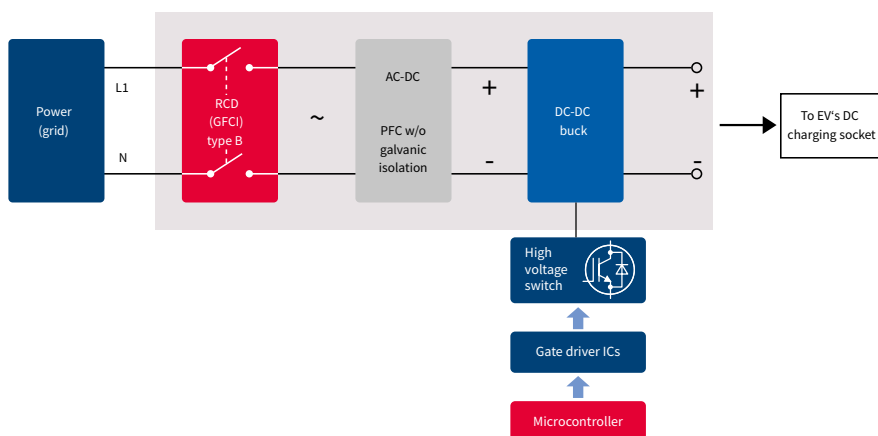 Power
(grid)
L1
N
RCD
(GFCI)
type B
~
AC-DC
PFC w/o
galvanic
isolation
+
-
DC-DC
buck
+
-
To EV‘s DC
charging socket
High
voltage
switch
Gate driver ICs
Microcontroller